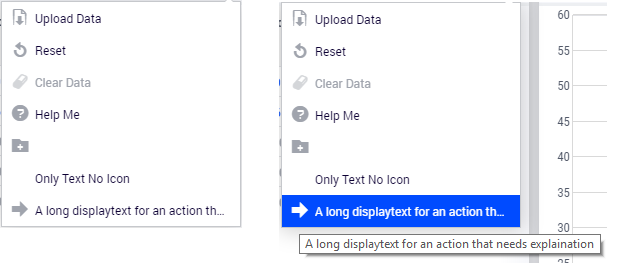 Upload Data
Reset
Clear Data
Help Me
Only Text No Icon
A long displaytext for an action th...
Upload Data
Reset
Clear Data
Help Me
Only Text No Icon
A long displaytext for an action th...
A long displaytext for an action that needs explaination
60
55
50
45
40
35
30
25